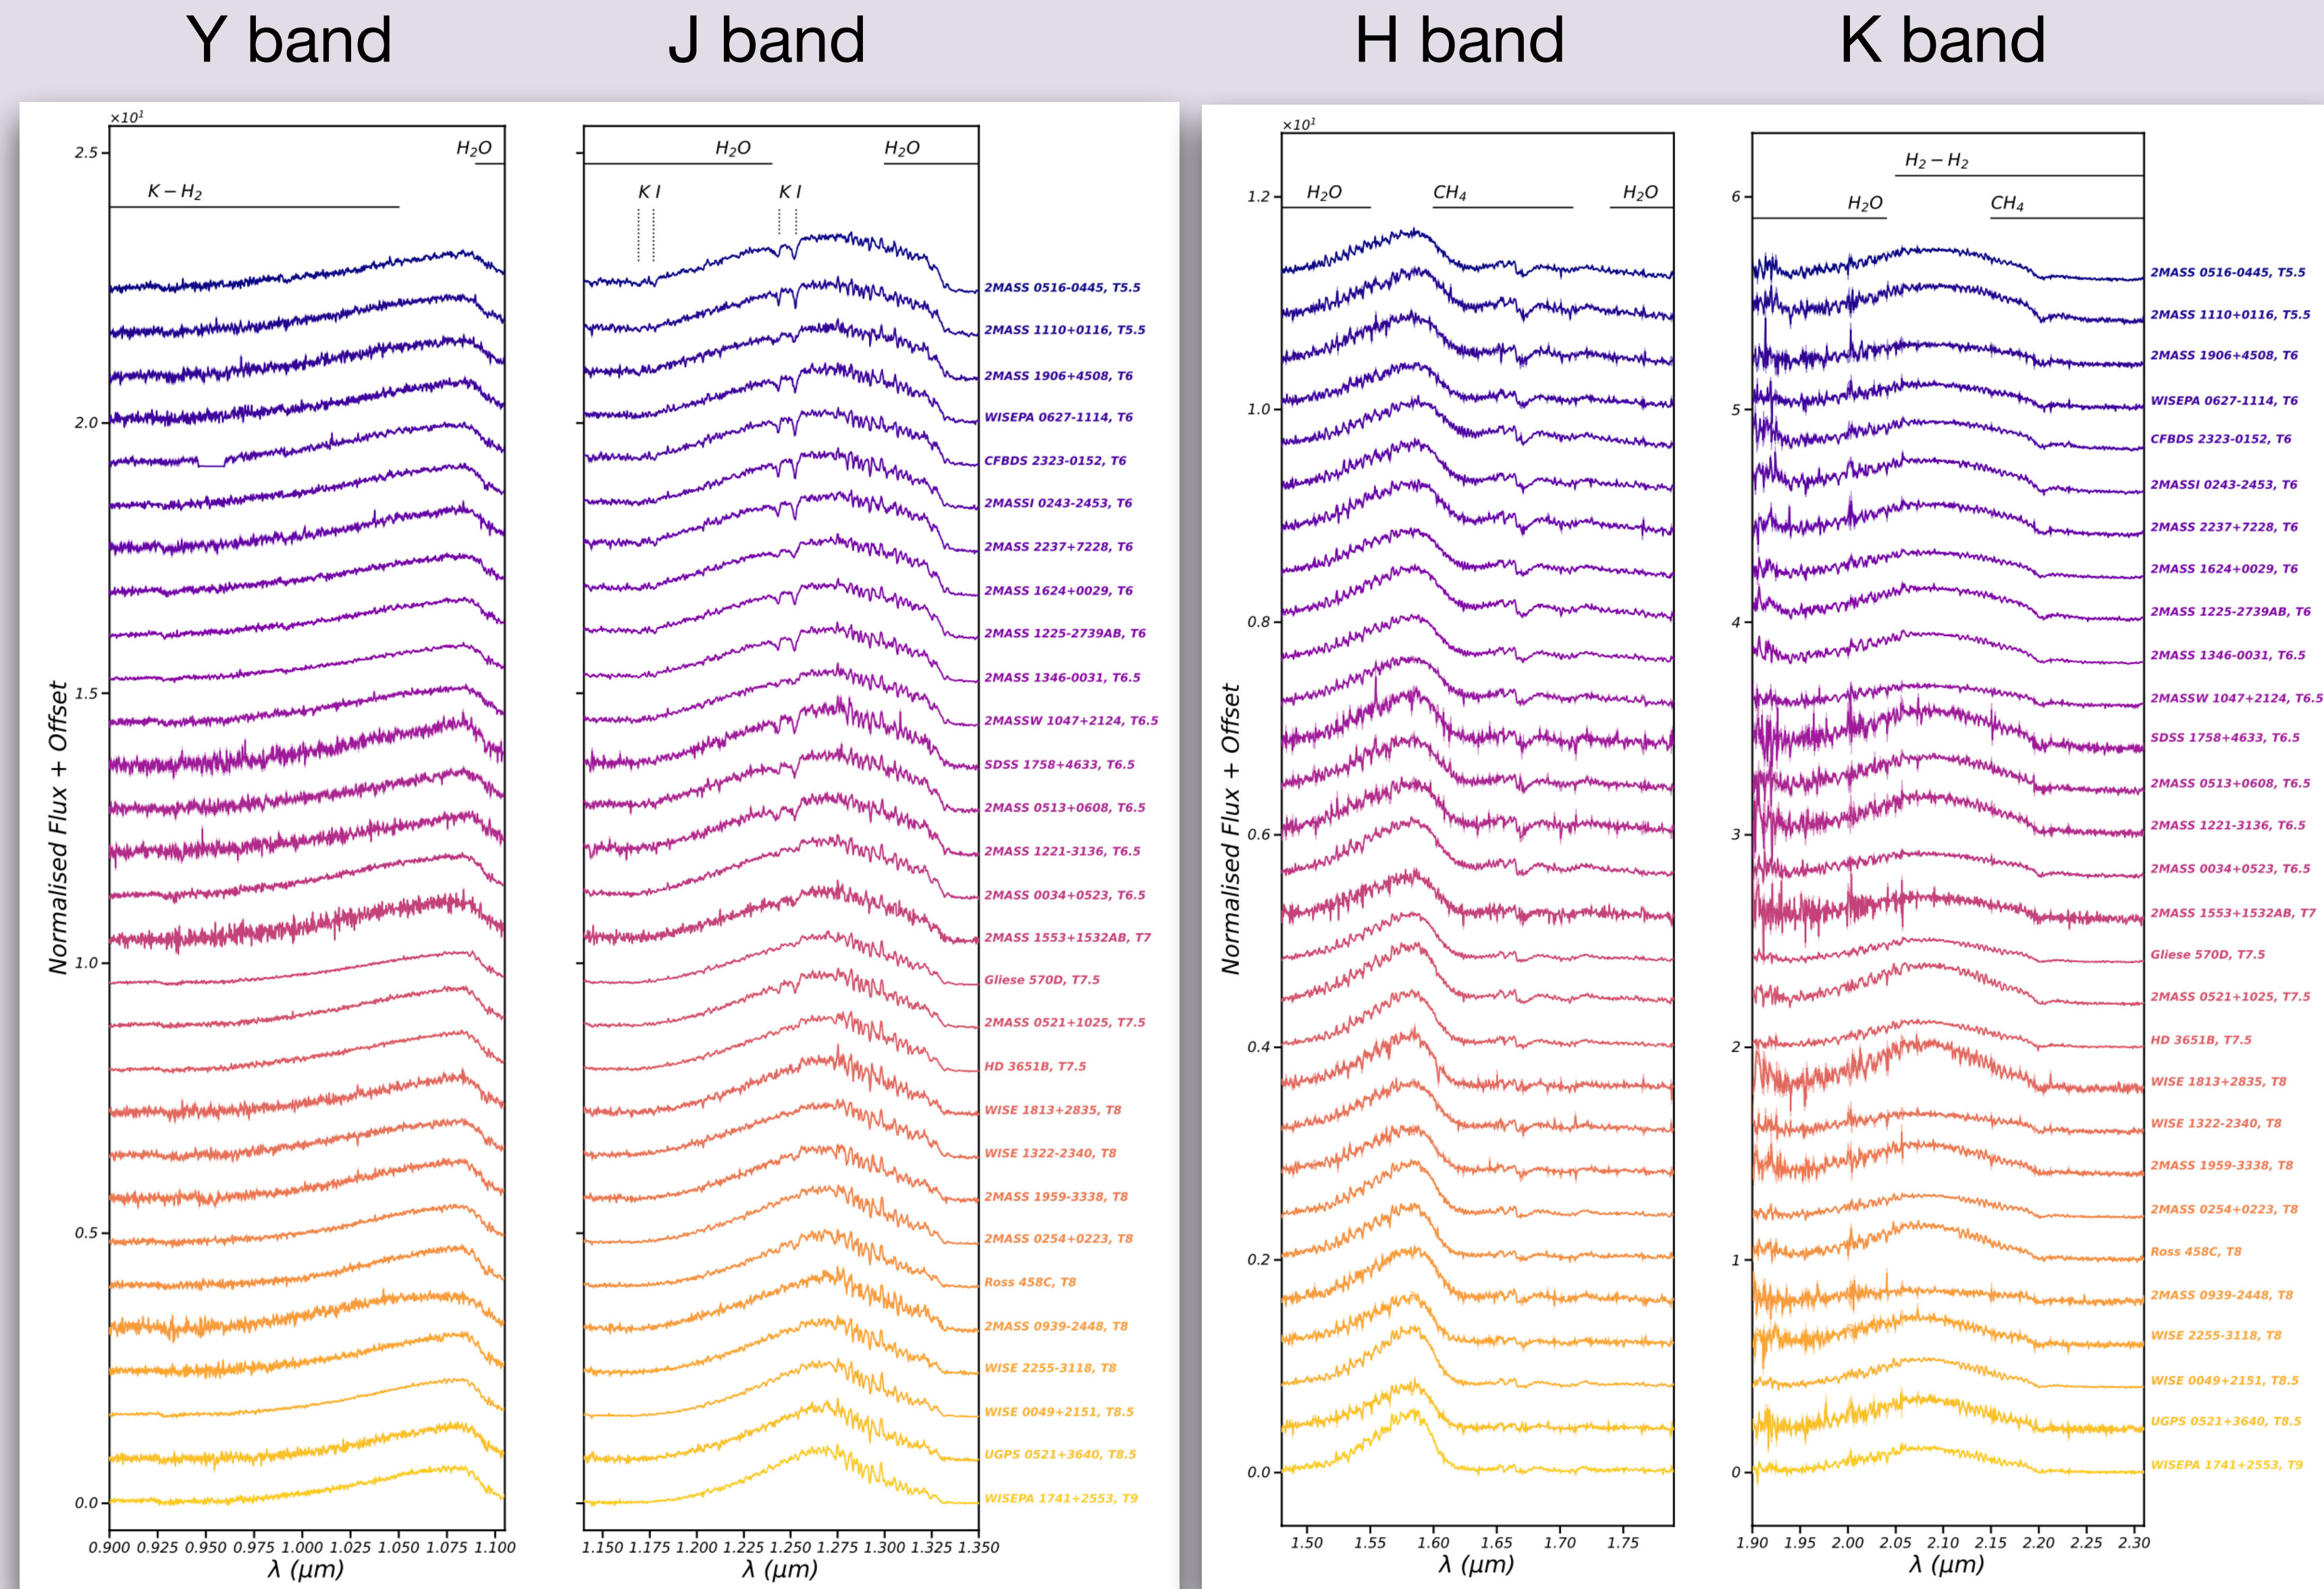 Y band
J band
H band
K band
×10¹
2.5
2.0
1.5
1.0
0.5
0.0
Normalised Flux + Offset
K − H₂
H₂O
0.900 0.925 0.950 0.975 1.000 1.025 1.050 1.075 1.100
λ (μm)
H₂O
H₂O
K I
K I
1.150 1.175 1.200 1.225 1.250 1.275 1.300 1.325 1.350
λ (μm)
2MASS 0516-0445, T5.5
2MASS 1110+0116, T5.5
2MASS 1906+4508, T6
WISEPA 0627-1114, T6
CFBDS 2323-0152, T6
2MASSI 0243-2453, T6
2MASS 2237+7228, T6
2MASS 1624+0029, T6
2MASS 1225-2739AB, T6
2MASS 1346-0031, T6.5
2MASSW 1047+2124, T6.5
SDSS 1758+4633, T6.5
2MASS 0513+0608, T6.5
2MASS 1221-3136, T6.5
2MASS 0034+0523, T6.5
2MASS 1553+1532AB, T7
Gliese 570D, T7.5
2MASS 0521+1025, T7.5
HD 3651B, T7.5
WISE 1813+2835, T8
WISE 1322-2340, T8
2MASS 1959-3338, T8
2MASS 0254+0223, T8
Ross 458C, T8
2MASS 0939-2448, T8
WISE 2255-3118, T8
WISE 0049+2151, T8.5
UGPS 0521+3640, T8.5
WISEPA 1741+2553, T9
×10¹
1.2
1.0
0.8
0.6
0.4
0.2
0.0
Normalised Flux + Offset
H₂O
CH₄
H₂O
1.50 1.55 1.60 1.65 1.70 1.75
λ (μm)
6
5
4
3
2
1
0
H₂ − H₂
H₂O
CH₄
1.90 1.95 2.00 2.05 2.10 2.15 2.20 2.25 2.30
λ (μm)
2MASS 0516-0445, T5.5
2MASS 1110+0116, T5.5
2MASS 1906+4508, T6
WISEPA 0627-1114, T6
CFBDS 2323-0152, T6
2MASSI 0243-2453, T6
2MASS 2237+7228, T6
2MASS 1624+0029, T6
2MASS 1225-2739AB, T6
2MASS 1346-0031, T6.5
2MASSW 1047+2124, T6.5
SDSS 1758+4633, T6.5
2MASS 0513+0608, T6.5
2MASS 1221-3136, T6.5
2MASS 0034+0523, T6.5
2MASS 1553+1532AB, T7
Gliese 570D, T7.5
2MASS 0521+1025, T7.5
HD 3651B, T7.5
WISE 1813+2835, T8
WISE 1322-2340, T8
2MASS 1959-3338, T8
2MASS 0254+0223, T8
Ross 458C, T8
2MASS 0939-2448, T8
WISE 2255-3118, T8
WISE 0049+2151, T8.5
UGPS 0521+3640, T8.5
WISEPA 1741+2553, T9